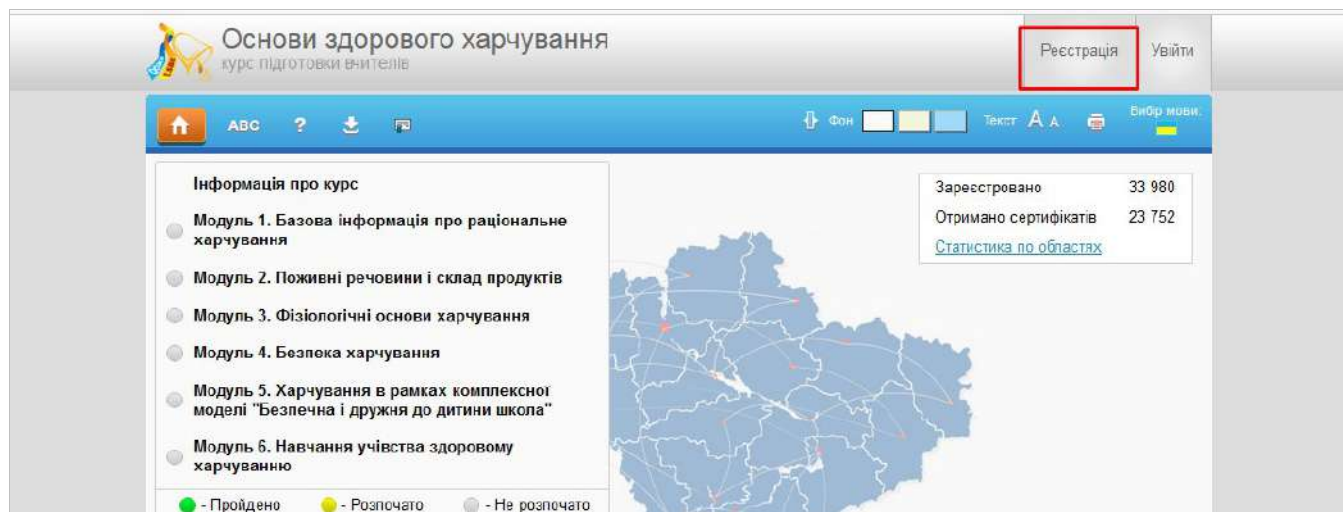 Основи здорового харчування
курс підготовки вчителів
Реєстрація
Увійти
ABC
?
Фон
Текст A A
Вибір мови:
Інформація про курс
Модуль 1. Базова інформація про раціональне
харчування
Модуль 2. Поживні речовини і склад продуктів
Модуль 3. Фізіологічні основи харчування
Модуль 4. Безпека харчування
Модуль 5. Харчування в рамках комплексної
моделі "Безпечна і дружня до дитини школа"
Модуль 6. Навчання учнівства здоровому
харчуванню
- Пройдено
- Розпочато
- Не розпочато
Зареєстровано 33 980
Отримано сертифікатів 23 752
Статистика по областях